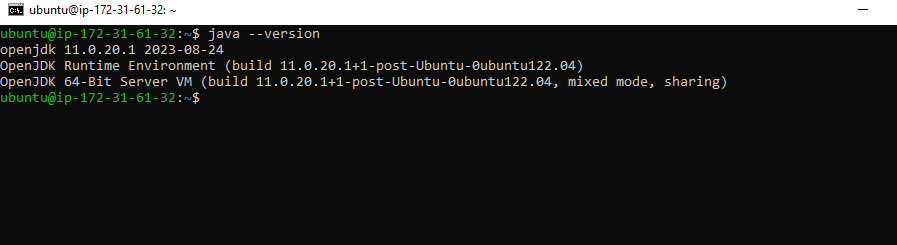 ubuntu@ip-172-31-61-32: ~
ubuntu@ip-172-31-61-32:~$ java --version
openjdk 11.0.20.1 2023-08-24
OpenJDK Runtime Environment (build 11.0.20.1+1-post-Ubuntu-0ubuntu122.04)
OpenJDK 64-Bit Server VM (build 11.0.20.1+1-post-Ubuntu-0ubuntu122.04, mixed mode, sharing)
ubuntu@ip-172-31-61-32:~$